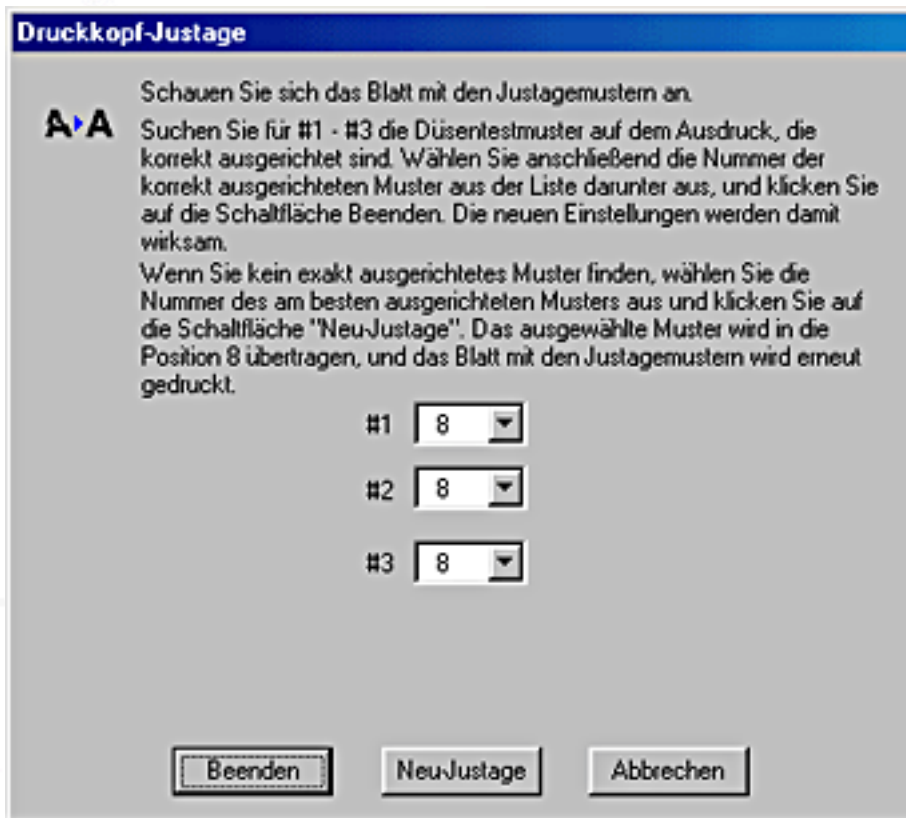 Druckkopf-Justage
Schauen Sie sich das Blatt mit den Justagemustern an.
A A
Suchen Sie für #1 - #3 die Düsentestmuster auf dem Ausdruck, die
korrekt ausgerichtet sind. Wählen Sie anschließend die Nummer der
korrekt ausgerichteten Muster aus der Liste darunter aus, und klicken Sie
auf die Schaltfläche Beenden. Die neuen Einstellungen werden damit
wirksam.
Wenn Sie kein exakt ausgerichtetes Muster finden, wählen Sie die
Nummer des am besten ausgerichteten Musters aus und klicken Sie auf
die Schaltfläche "Neu-Justage". Das ausgewählte Muster wird in die
Position 8 übertragen, und das Blatt mit den Justagemustern wird erneut
gedruckt.
#1 8
#2 8
#3 8
Beenden Neu-Justage Abbrechen